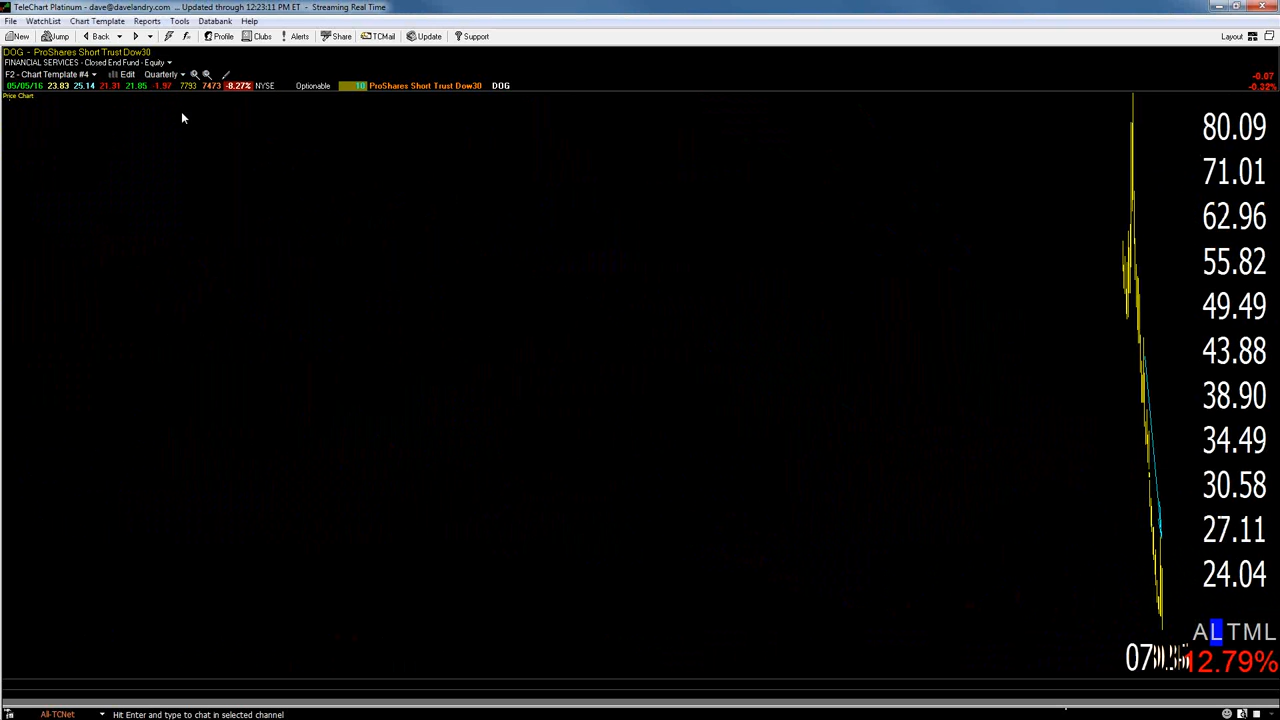 TeleChart Platinum - dave@davelandry.com ... Updated through 12:23:11 PM ET - Streaming Real Time
File WatchList Chart Template Reports Tools Databank Help
New Jump Back Profile Clubs Alerts Share TCMail Update Support Layout
DOG - ProShares Short Trust Dow30
FINANCIAL SERVICES - Closed End Fund - Equity
F2 - Chart Template #4 Edit Quarterly
05/05/16 23.83 25.14 21.31 21.85 -1.97 7793 7473 -8.27% NYSE Optionable 10 ProShares Short Trust Dow30 DOG
-0.07
-0.32%
Price Chart
80.09
71.01
62.96
55.82
49.49
43.88
38.90
34.49
30.58
27.11
24.04
A L T M L
12.79%
All-TCNet Hit Enter and type to chat in selected channel